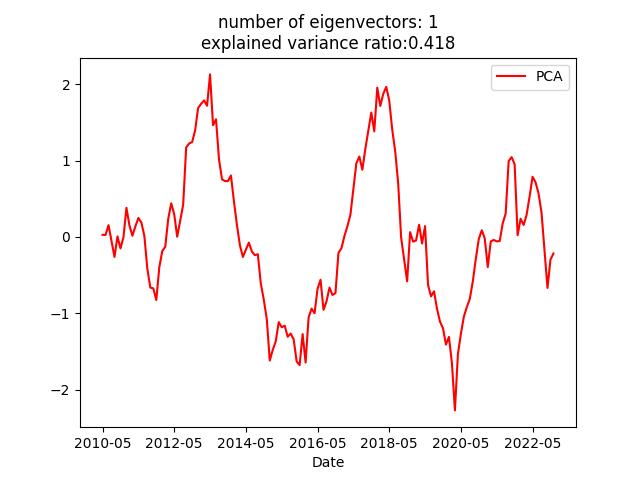 number of eigenvectors: 1
explained variance ratio:0.418
PCA
2
1
0
−1
−2
2010-05 2012-05 2014-05 2016-05 2018-05 2020-05 2022-05
Date